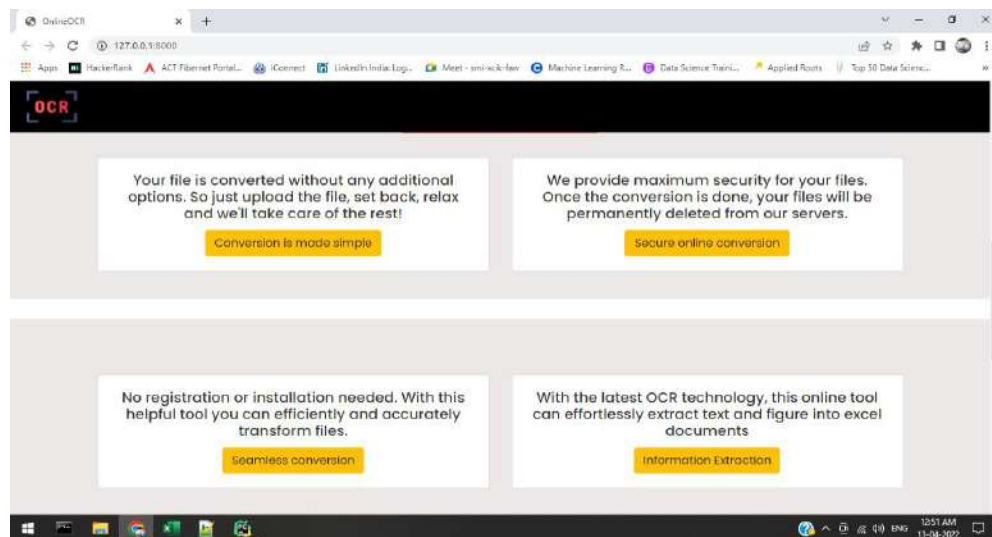 OnlineOCR
127.0.0.1:8000
Apps HackerRank ACT Fibernet Portal... iConnect LinkedIn India: Log... Meet - Machine Learning R... Data Science Traini... Applied Roots Top 50 Data Scienc...
OCR
Your file is converted without any additional
options. So just upload the file, set back, relax
and we'll take care of the rest!
Conversion is made simple
We provide maximum security for your files.
Once the conversion is done, your files will be
permanently deleted from our servers.
Secure online conversion
No registration or installation needed. With this
helpful tool you can efficiently and accurately
transform files.
Seamless conversion
With the latest OCR technology, this online tool
can effortlessly extract text and figure into excel
documents
Information Extraction
ENG
12:51 AM
13-04-2022